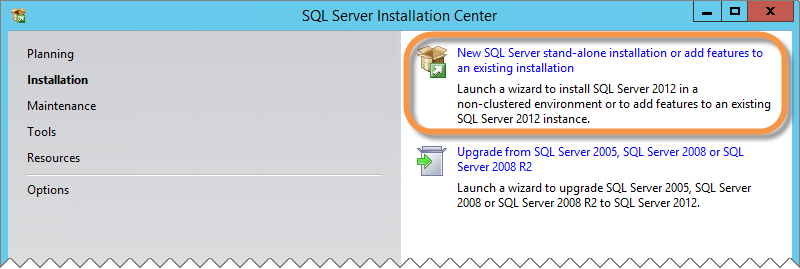 SQL Server Installation Center
Planning
Installation
Maintenance
Tools
Resources
Options
New SQL Server stand-alone installation or add features to
an existing installation
Launch a wizard to install SQL Server 2012 in a
non-clustered environment or to add features to an existing
SQL Server 2012 instance.
Upgrade from SQL Server 2005, SQL Server 2008 or SQL
Server 2008 R2
Launch a wizard to upgrade SQL Server 2005, SQL Server
2008 or SQL Server 2008 R2 to SQL Server 2012.